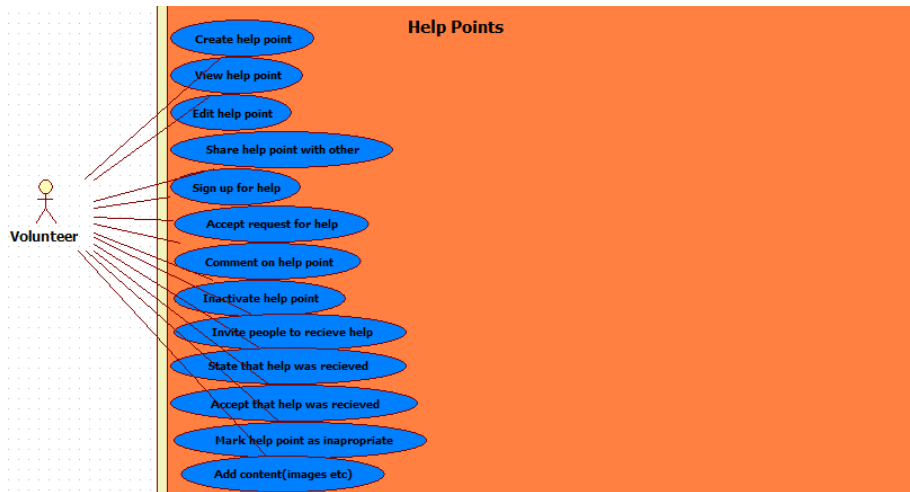 Help Points
Create help point
View help point
Edit help point
Share help point with other
Sign up for help
Accept request for help
Volunteer
Comment on help point
Inactivate help point
Invite people to recieve help
State that help was recieved
Accept that help was recieved
Mark help point as inapropriate
Add content(images etc)